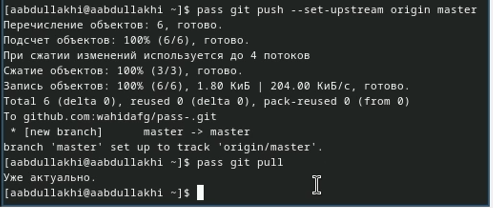 [aabdullakhi@aabdullakhi ~]$ pass git push --set-upstream origin master
Перечисление объектов: 6, готово.
Подсчет объектов: 100% (6/6), готово.
При сжатии изменений используется до 4 потоков
Сжатие объектов: 100% (3/3), готово.
Запись объектов: 100% (6/6), 1.80 КиБ | 204.00 КиБ/с, готово.
Total 6 (delta 0), reused 0 (delta 0), pack-reused 0 (from 0)
To github.com:wahidafg/pass-.git
 * [new branch]      master -> master
branch 'master' set up to track 'origin/master'.
[aabdullakhi@aabdullakhi ~]$ pass git pull
Уже актуально.
[aabdullakhi@aabdullakhi ~]$